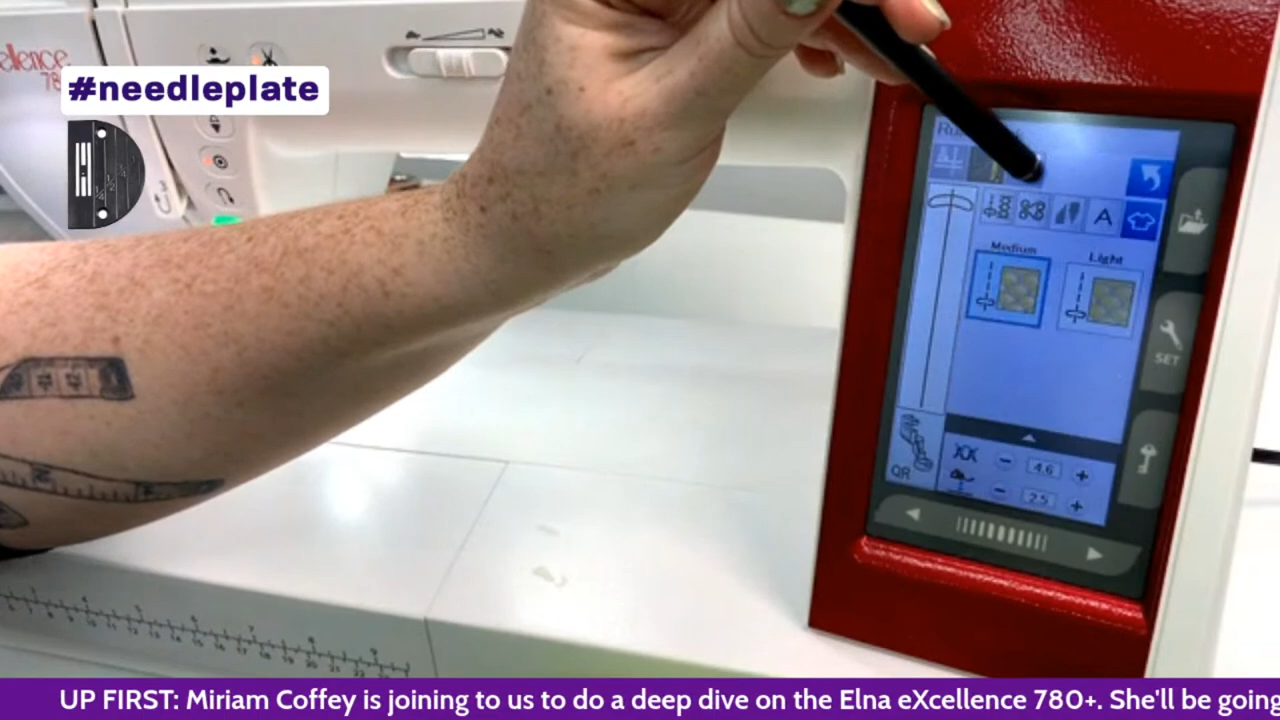 ellence
#needleplate
Medium
Light
A
SET
QR
4.6
2.5
UP FIRST: Miriam Coffey is joining to us to do a deep dive on the Elna eXcellence 780+. She'll be going